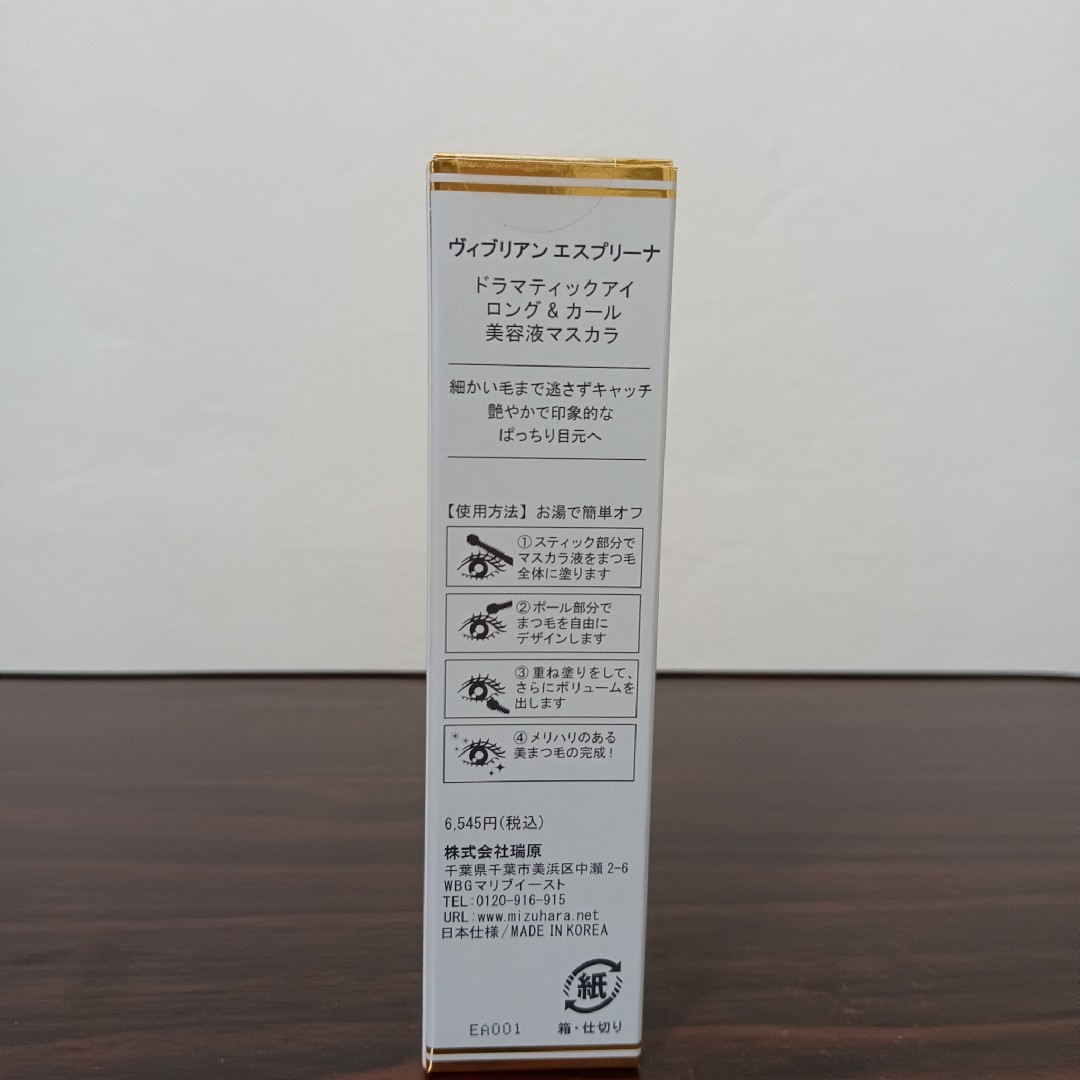 ヴィブリアン エスプリーナ
ドラマティックアイ
ロング & カール
美容液マスカラ
細かい毛まで逃さずキャッチ
艶やかで印象的な
ぱっちり目元へ
【使用方法】お湯で簡単オフ
①スティック部分で
マスカラ液をまつ毛
全体に塗ります
②ボール部分で
まつ毛を自由に
デザインします
③重ね塗りをして、
さらにボリュームを
出します
④メリハリのある
美まつ毛の完成!
6,545円(税込)
株式会社瑞原
千葉県千葉市美浜区中瀬2-6
WBGマリブイースト
TEL:0120-916-915
URL:www.mizuhara.net
日本仕様/MADE IN KOREA
紙
EA001 箱・仕切り